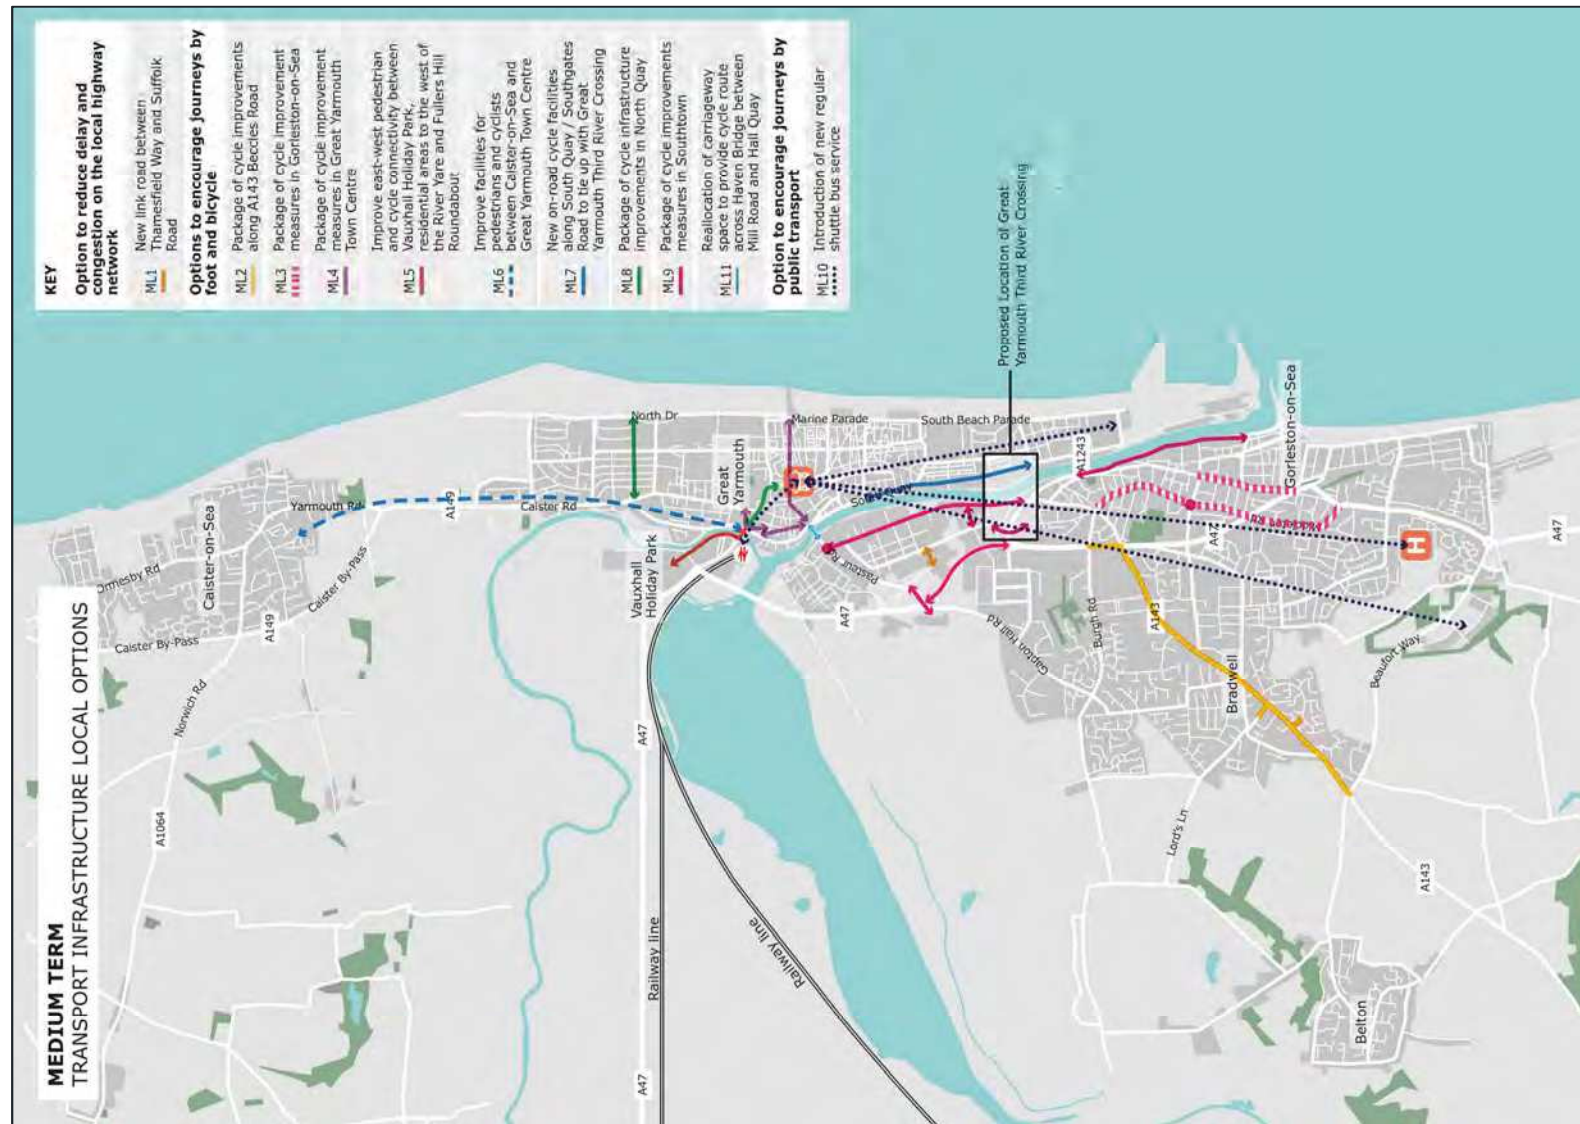 MEDIUM TERM
TRANSPORT INFRASTRUCTURE LOCAL OPTIONS
KEY
Option to reduce delay and
congestion on the local highway
network
ML1 New link road between
Thamesfield Way and Suffolk
Road
Options to encourage journeys by
foot and bicycle
ML2 Package of cycle improvements
along A143 Beccles Road
ML3 Package of cycle improvement
measures in Gorleston-on-Sea
ML4 Package of cycle improvement
measures in Great Yarmouth
Town Centre
ML5 Improve east-west pedestrian
and cycle connectivity between
Vauxhall Holiday Park,
residential areas to the west of
the River Yare and Fullers Hill
Roundabout
ML6 Improve facilities for
pedestrians and cyclists
between Caister-on-Sea and
Great Yarmouth Town Centre
ML7 New on-road cycle facilities
along South Quay / Southgates
Road to tie up with Great
Yarmouth Third River Crossing
ML8 Package of cycle infrastructure
improvements in North Quay
ML9 Package of cycle improvements
measures in Southtown
ML11 Reallocation of carriageway
space to provide cycle route
across Haven Bridge between
Mill Road and Hall Quay
Option to encourage journeys by
public transport
ML10 Introduction of new regular
shuttle bus service
Proposed Location of Great
Yarmouth Third River Crossing
Ormesby Rd
Caister-on-Sea
Yarmouth Rd
Caister By-Pass
A149
Caister By-Pass
Norwich Rd
A1064
A149
Caister Rd
North Dr
Great
Yarmouth
Marine Parade
South Beach Parade
South Quay
H
Vauxhall
Holiday Park
A47
A47
Railway line
Railway line
Pasteur Rd
A47
Gapton Hall Rd
Burgh Rd
A143
Bradwell
A1243
Gorleston-on-Sea
A47
H
A47
Beaufort Way
Lord's Ln
A143
Belton